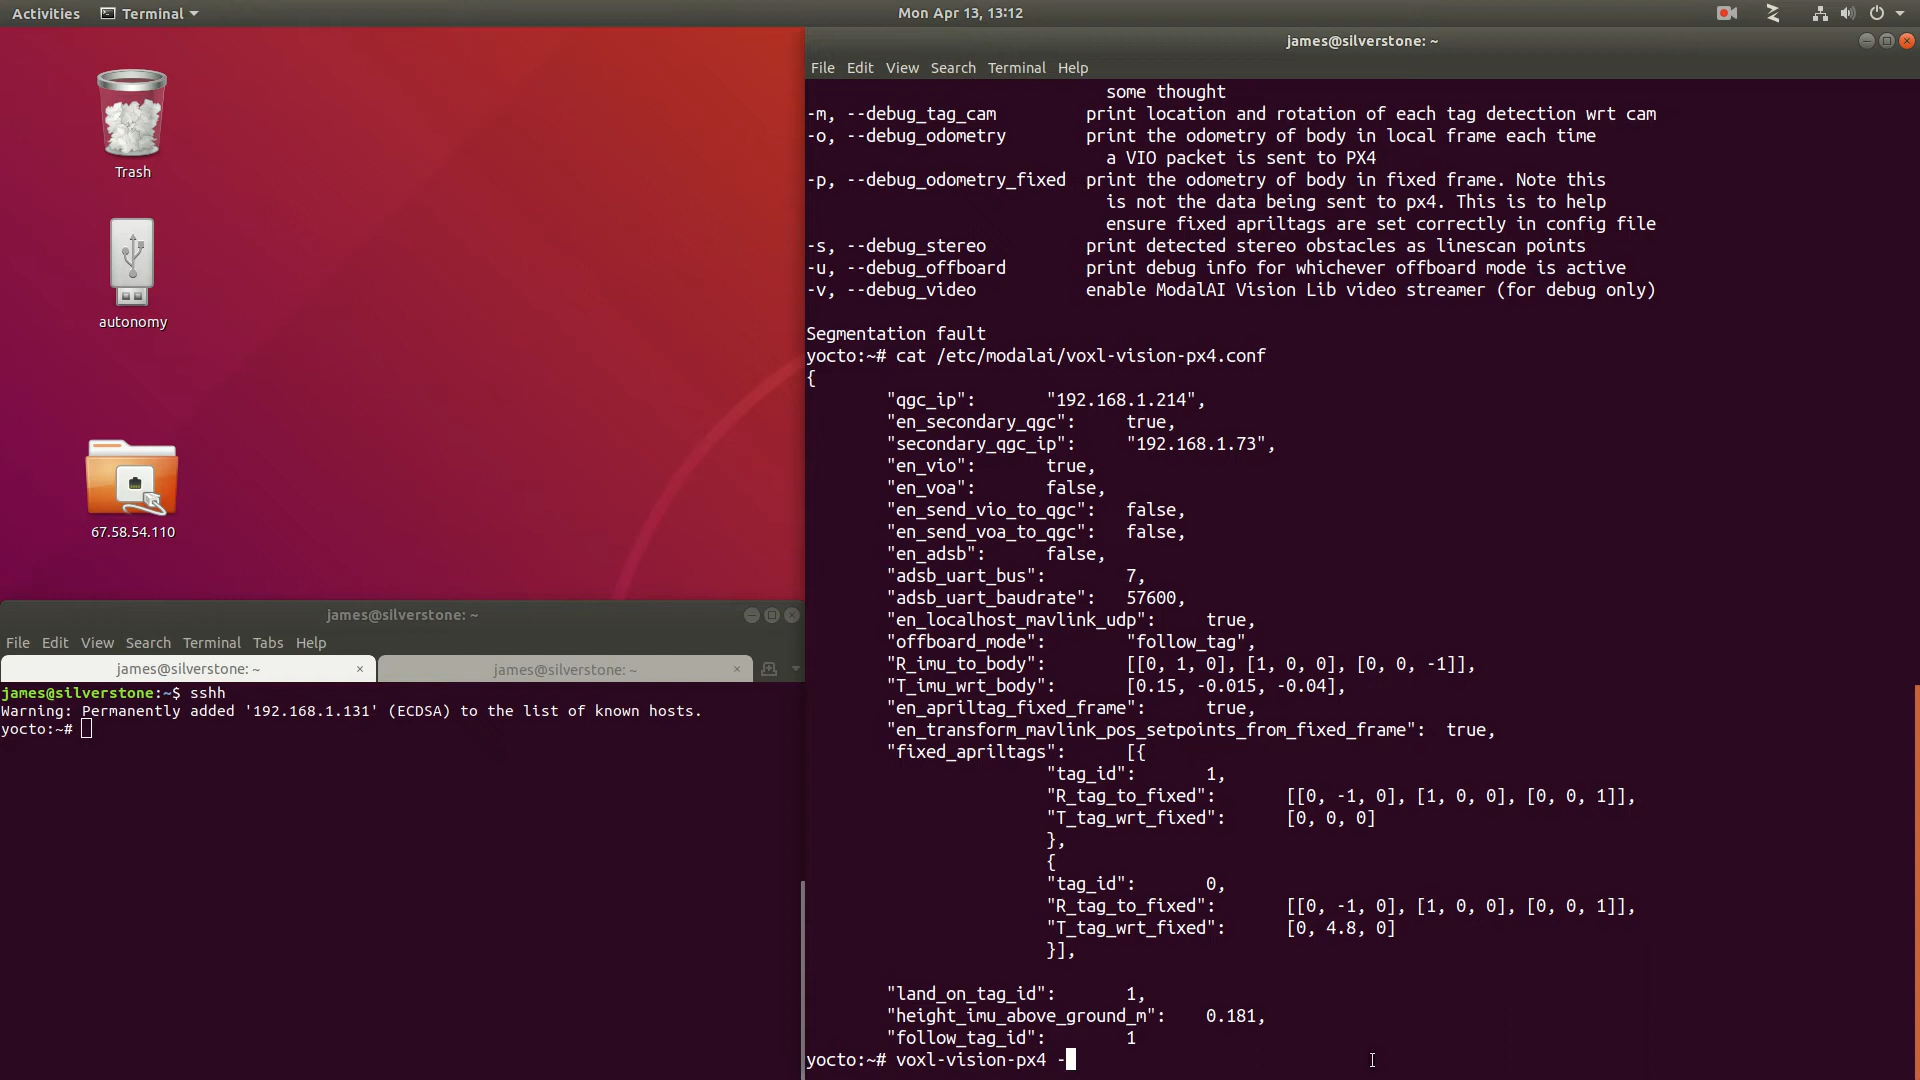 Activities
Terminal
Mon Apr 13, 13:12
Trash
autonomy
67.58.54.110
james@silverstone: ~
File Edit View Search Terminal Tabs Help
james@silverstone: ~ ×
james@silverstone: ~ ×
james@silverstone:~$ sshh
Warning: Permanently added '192.168.1.131' (ECDSA) to the list of known hosts.
yocto:~#
james@silverstone: ~
File Edit View Search Terminal Help
some thought
-m, --debug_tag_cam print location and rotation of each tag detection wrt cam
-o, --debug_odometry print the odometry of body in local frame each time
a VIO packet is sent to PX4
-p, --debug_odometry_fixed print the odometry of body in fixed frame. Note this
is not the data being sent to px4. This is to help
ensure fixed apriltags are set correctly in config file
-s, --debug_stereo print detected stereo obstacles as linescan points
-u, --debug_offboard print debug info for whichever offboard mode is active
-v, --debug_video enable ModalAI Vision Lib video streamer (for debug only)
Segmentation fault
yocto:~# cat /etc/modalai/voxl-vision-px4.conf
{
"qgc_ip": "192.168.1.214",
"en_secondary_qgc": true,
"secondary_qgc_ip": "192.168.1.73",
"en_vio": true,
"en_voa": false,
"en_send_vio_to_qgc": false,
"en_send_voa_to_qgc": false,
"en_adsb": false,
"adsb_uart_bus": 7,
"adsb_uart_baudrate": 57600,
"en_localhost_mavlink_udp": true,
"offboard_mode": "follow_tag",
"R_imu_to_body": [[0, 1, 0], [1, 0, 0], [0, 0, -1]],
"T_imu_wrt_body": [0.15, -0.015, -0.04],
"en_apriltag_fixed_frame": true,
"en_transform_mavlink_pos_setpoints_from_fixed_frame": true,
"fixed_apriltags": [{
"tag_id": 1,
"R_tag_to_fixed": [[0, -1, 0], [1, 0, 0], [0, 0, 1]],
"T_tag_wrt_fixed": [0, 0, 0]
},
{
"tag_id": 0,
"R_tag_to_fixed": [[0, -1, 0], [1, 0, 0], [0, 0, 1]],
"T_tag_wrt_fixed": [0, 4.8, 0]
}],
"land_on_tag_id": 1,
"height_imu_above_ground_m": 0.181,
"follow_tag_id": 1
yocto:~# voxl-vision-px4 -